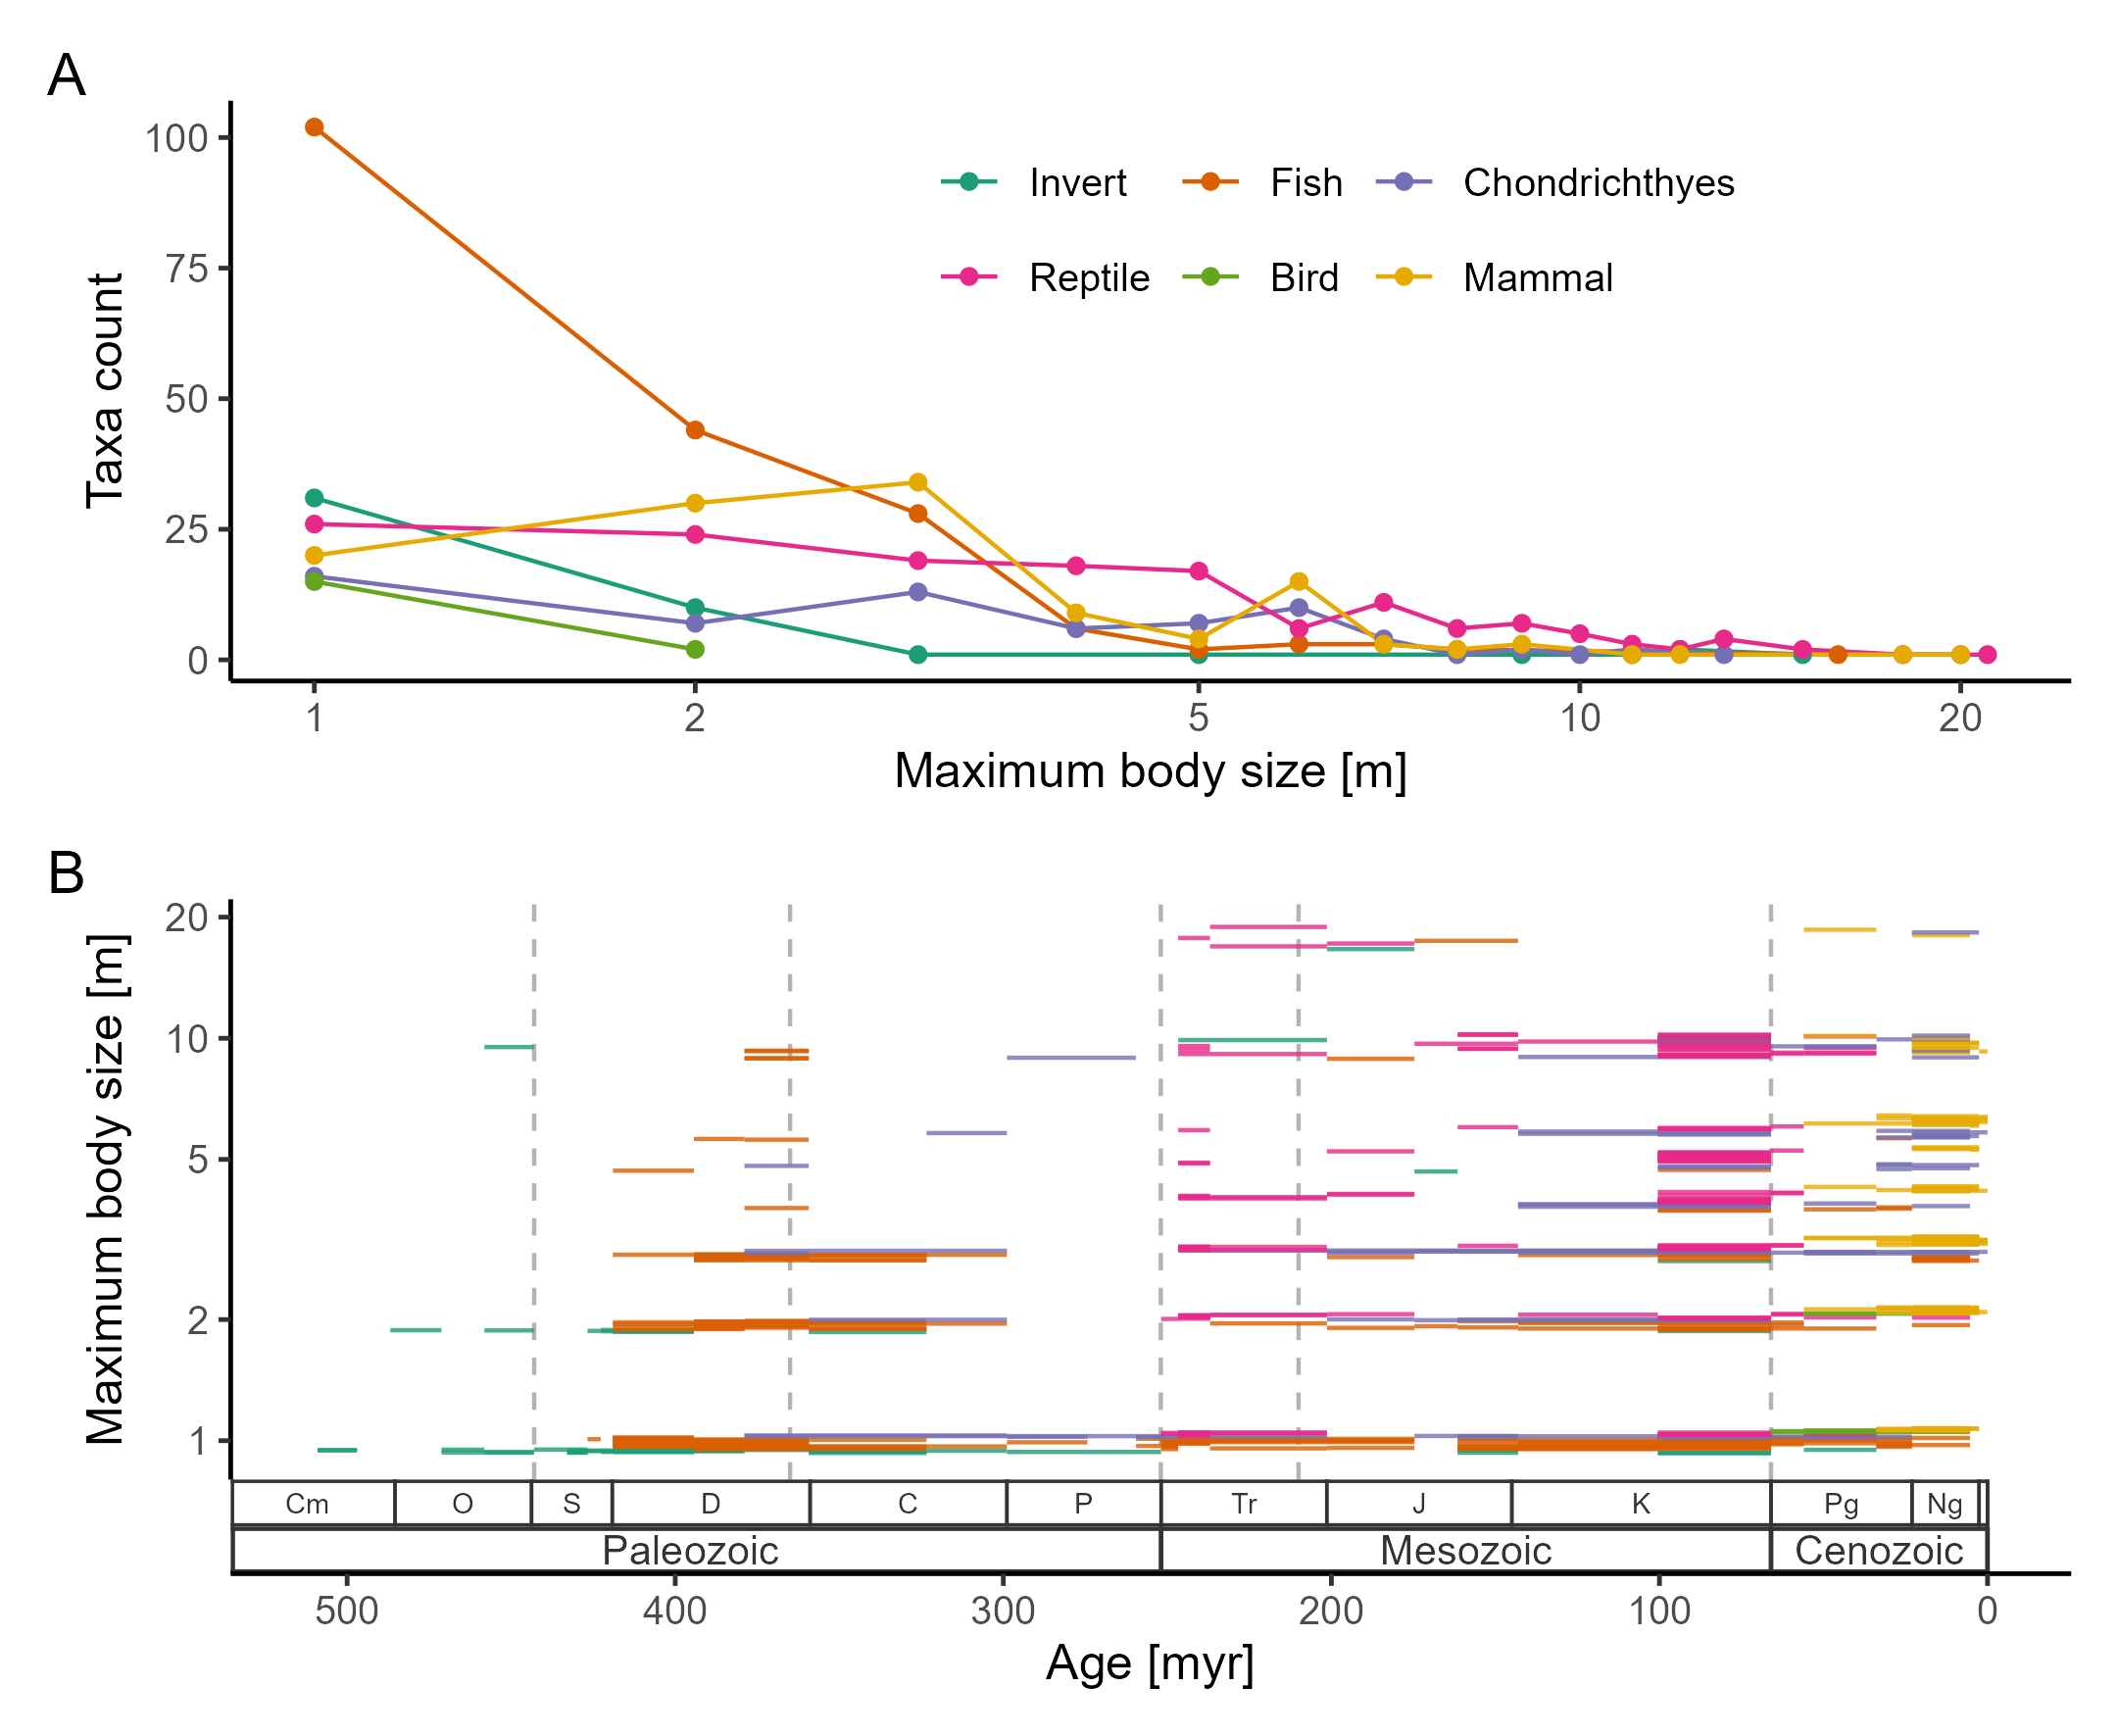 A
100
75
50
25
0
Taxa count
Invert Fish Chondrichthyes
Reptile Bird Mammal
1 2 5 10 20
Maximum body size [m]
B
20
10
5
2
1
Maximum body size [m]
Cm O S D C P Tr J K Pg Ng
Paleozoic Mesozoic Cenozoic
500 400 300 200 100 0
Age [myr]